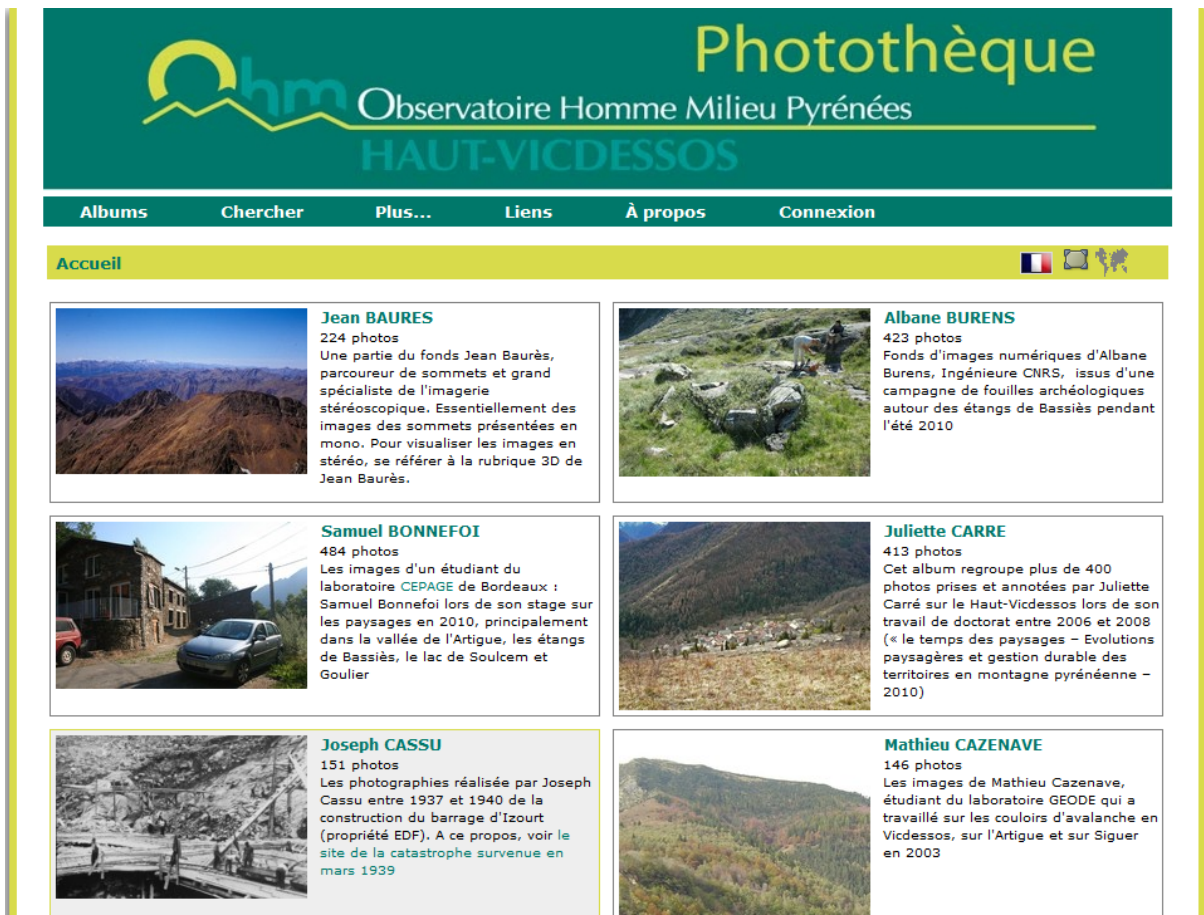 Photothèque
Ohm
Observatoire Homme Milieu Pyrénées
HAUT-VICDESSOS
Albums Chercher Plus... Liens À propos Connexion
Accueil
Jean BAURES
224 photos
Une partie du fonds Jean Baurès,
parcoureur de sommets et grand
spécialiste de l'imagerie
stéréoscopique. Essentiellement des
images des sommets présentées en
mono. Pour visualiser les images en
stéréo, se référer à la rubrique 3D de
Jean Baurès.
Albane BURENS
423 photos
Fonds d'images numériques d'Albane
Burens, Ingénieure CNRS, issus d'une
campagne de fouilles archéologiques
autour des étangs de Bassiès pendant
l'été 2010
Samuel BONNEFOI
484 photos
Les images d'un étudiant du
laboratoire CEPAGE de Bordeaux :
Samuel Bonnefoi lors de son stage sur
les paysages en 2010, principalement
dans la vallée de l'Artigue, les étangs
de Bassiès, le lac de Soulcem et
Goulier
Juliette CARRE
413 photos
Cet album regroupe plus de 400
photos prises et annotées par Juliette
Carré sur le Haut-Vicdessos lors de son
travail de doctorat entre 2006 et 2008
(« le temps des paysages – Evolutions
paysagères et gestion durable des
territoires en montagne pyrénéenne –
2010)
Joseph CASSU
151 photos
Les photographies réalisée par Joseph
Cassu entre 1937 et 1940 de la
construction du barrage d'Izourt
(propriété EDF). A ce propos, voir le
site de la catastrophe survenue en
mars 1939
Mathieu CAZENAVE
146 photos
Les images de Mathieu Cazenave,
étudiant du laboratoire GEODE qui a
travaillé sur les couloirs d'avalanche en
Vicdessos, sur l'Artigue et sur Siguer
en 2003